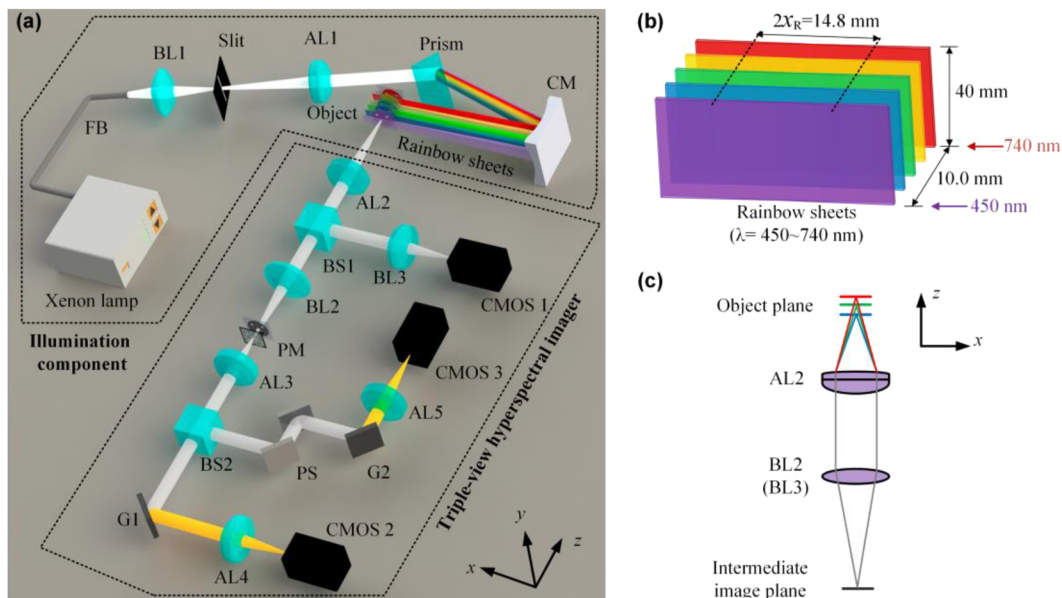 (a)
BL1
Slit
AL1
Prism
CM
FB
Object
Rainbow sheets
AL2
BS1
BL3
CMOS 1
Xenon lamp
BL2
Illumination
component
PM
CMOS 3
AL3
AL5
BS2
PS
G2
Triple-view hyperspectral imager
G1
CMOS 2
AL4
x
y
z
(b)
2xR=14.8 mm
40 mm
740 nm
10.0 mm
450 nm
Rainbow sheets
(λ= 450~740 nm)
(c)
Object plane
z
x
AL2
BL2
(BL3)
Intermediate
image plane